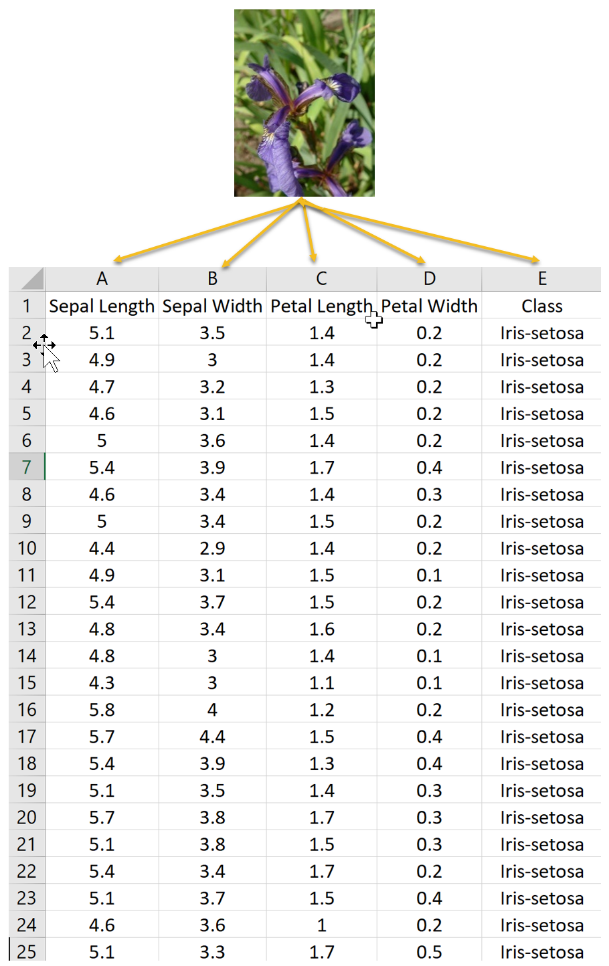 A B C D E
1 Sepal Length Sepal Width Petal Length Petal Width Class
2 5.1 3.5 1.4 0.2 Iris-setosa
3 4.9 3 1.4 0.2 Iris-setosa
4 4.7 3.2 1.3 0.2 Iris-setosa
5 4.6 3.1 1.5 0.2 Iris-setosa
6 5 3.6 1.4 0.2 Iris-setosa
7 5.4 3.9 1.7 0.4 Iris-setosa
8 4.6 3.4 1.4 0.3 Iris-setosa
9 5 3.4 1.5 0.2 Iris-setosa
10 4.4 2.9 1.4 0.2 Iris-setosa
11 4.9 3.1 1.5 0.1 Iris-setosa
12 5.4 3.7 1.5 0.2 Iris-setosa
13 4.8 3.4 1.6 0.2 Iris-setosa
14 4.8 3 1.4 0.1 Iris-setosa
15 4.3 3 1.1 0.1 Iris-setosa
16 5.8 4 1.2 0.2 Iris-setosa
17 5.7 4.4 1.5 0.4 Iris-setosa
18 5.4 3.9 1.3 0.4 Iris-setosa
19 5.1 3.5 1.4 0.3 Iris-setosa
20 5.7 3.8 1.7 0.3 Iris-setosa
21 5.1 3.8 1.5 0.3 Iris-setosa
22 5.4 3.4 1.7 0.2 Iris-setosa
23 5.1 3.7 1.5 0.4 Iris-setosa
24 4.6 3.6 1 0.2 Iris-setosa
25 5.1 3.3 1.7 0.5 Iris-setosa